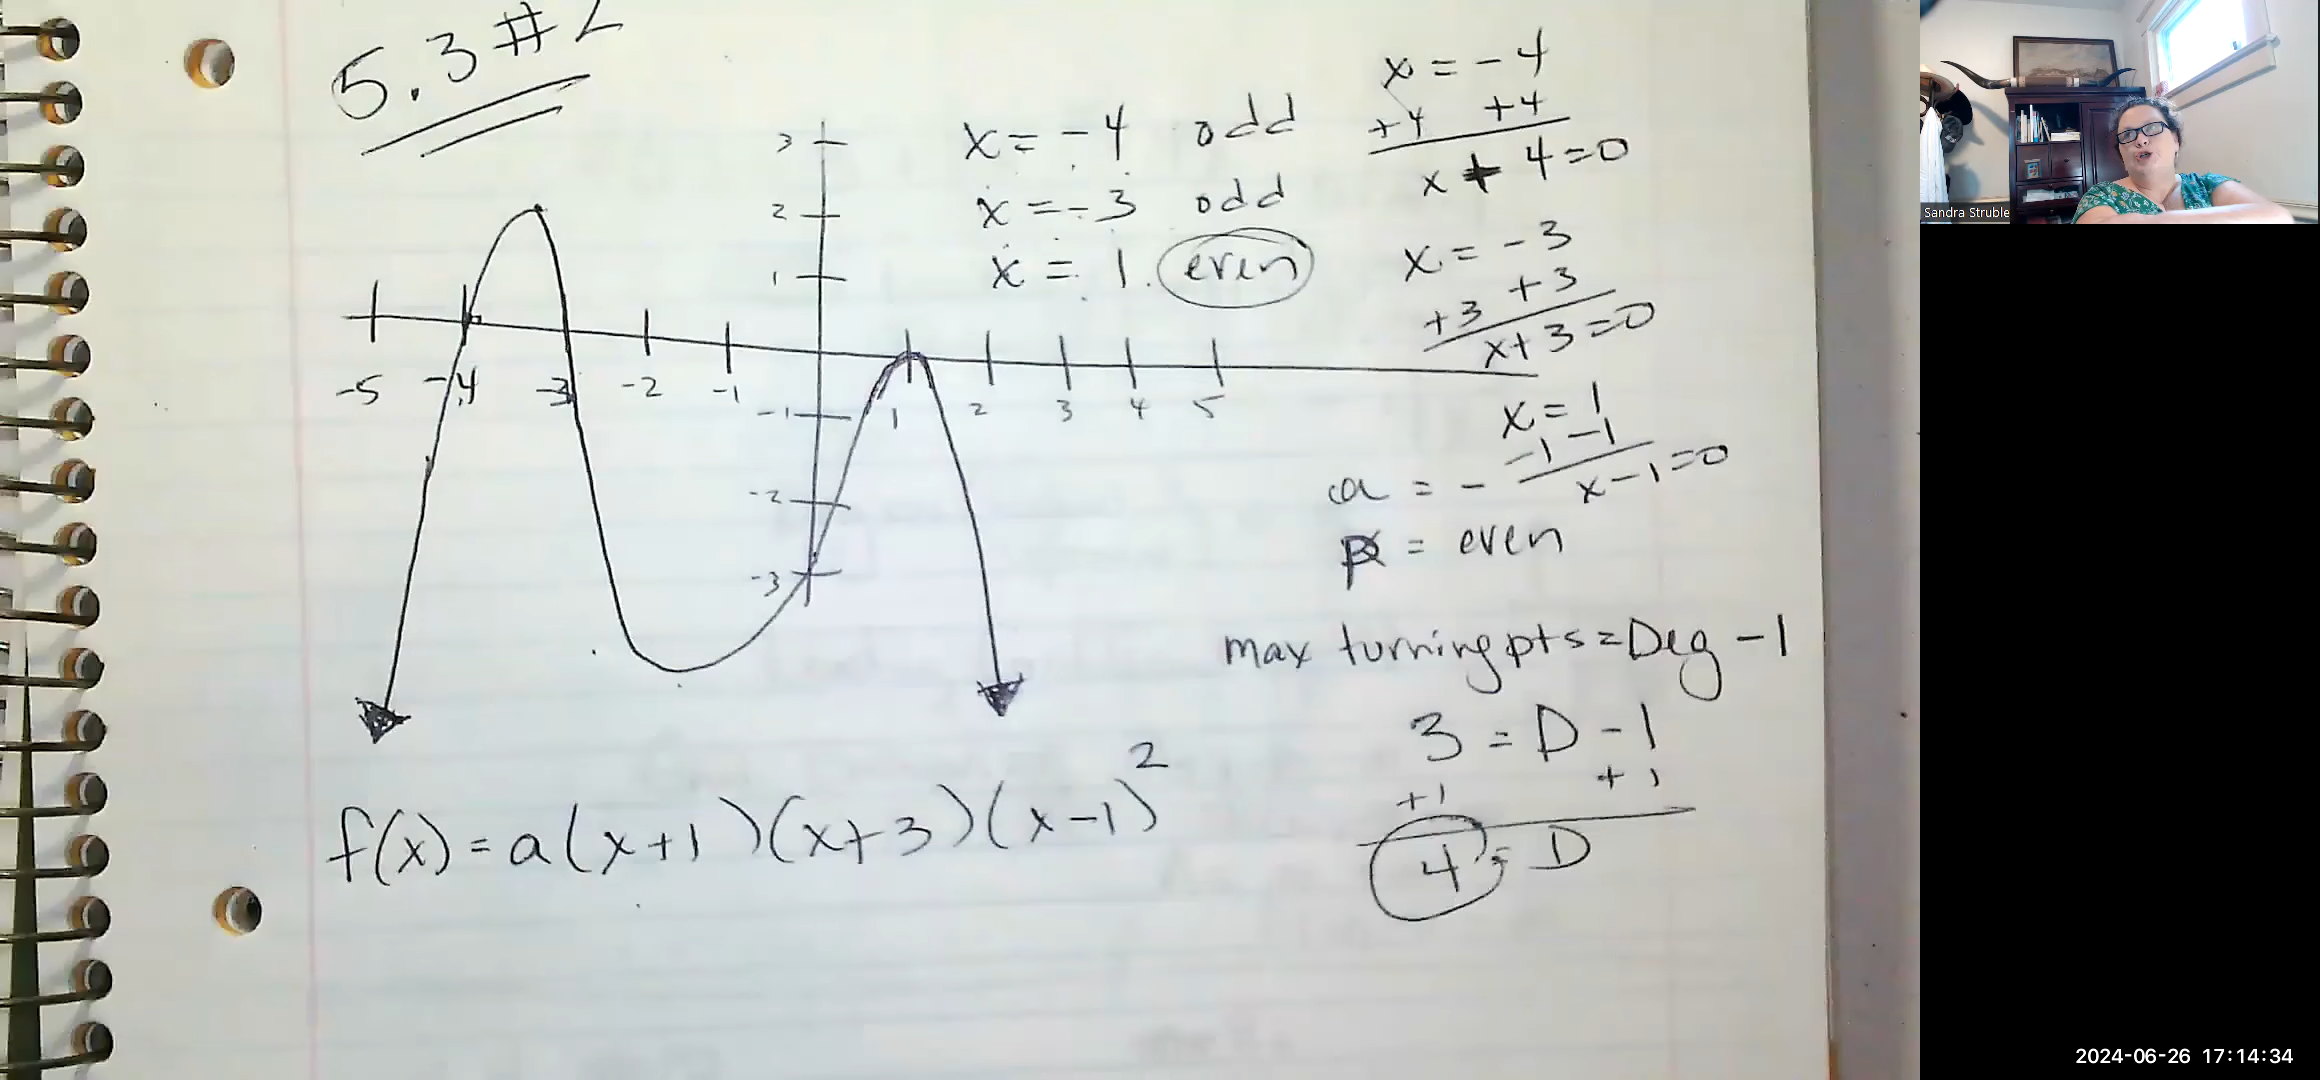 5.3 #2
x = -4 odd
x = -3 odd
x = 1 even
x = -4
+4 +4
x + 4 = 0
x = -3
+3 +3
x + 3 = 0
x = 1
-1 -1
x - 1 = 0
3
2
1
-5 -4 -3 -2 -1 1 2 3 4 5
-1
-2
-3
a = -
= even
max turning pts = Deg - 1
3 = D - 1
+1 +1
4 = D
f(x) = a(x+1)(x+3)(x-1)²
Sandra Struble
2024-06-26 17:14:34